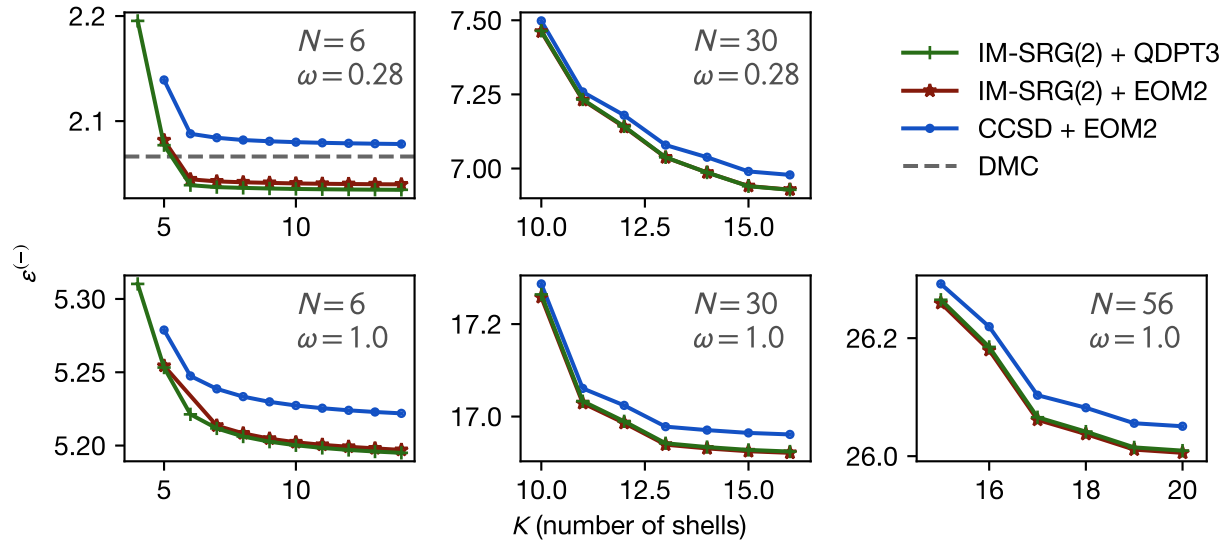 2.2
2.1
5
10
N = 6
ω = 0.28
7.50
7.25
7.00
10.0
12.5
15.0
N = 30
ω = 0.28
IM-SRG(2) + QDPT3
IM-SRG(2) + EOM2
CCSD + EOM2
DMC
ε(−)
5.30
5.25
5.20
5
10
N = 6
ω = 1.0
17.2
17.0
10.0
12.5
15.0
N = 30
ω = 1.0
26.2
26.0
16
18
20
N = 56
ω = 1.0
K (number of shells)